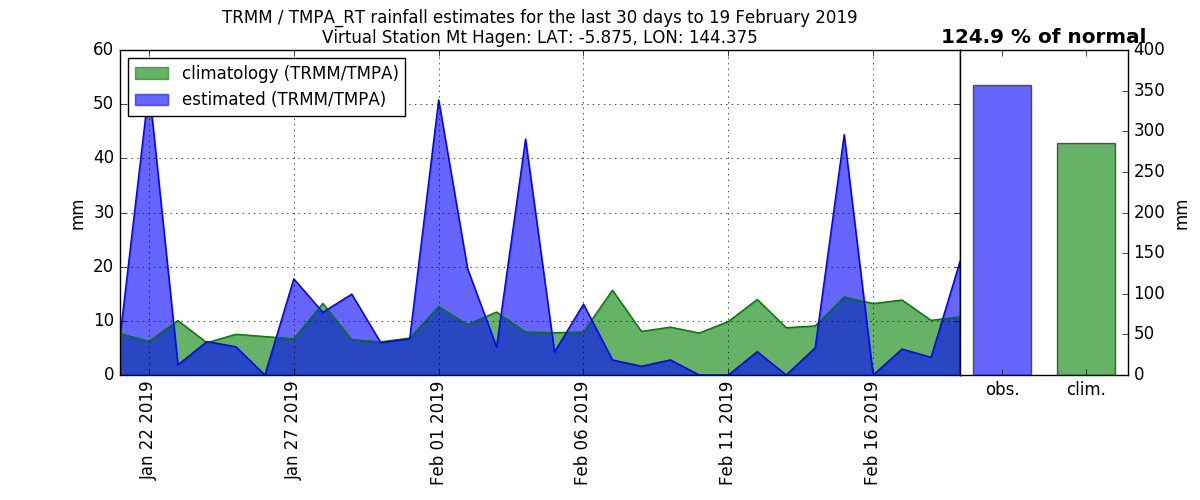 TRMM / TMPA_RT rainfall estimates for the last 30 days to 19 February 2019
Virtual Station Mt Hagen: LAT: -5.875, LON: 144.375
124.9 % of normal
climatology (TRMM/TMPA)
estimated (TRMM/TMPA)
60
50
40
30
20
10
0
mm
Jan 22 2019
Jan 27 2019
Feb 01 2019
Feb 06 2019
Feb 11 2019
Feb 16 2019
obs.
clim.
400
350
300
250
200
150
100
50
0
mm